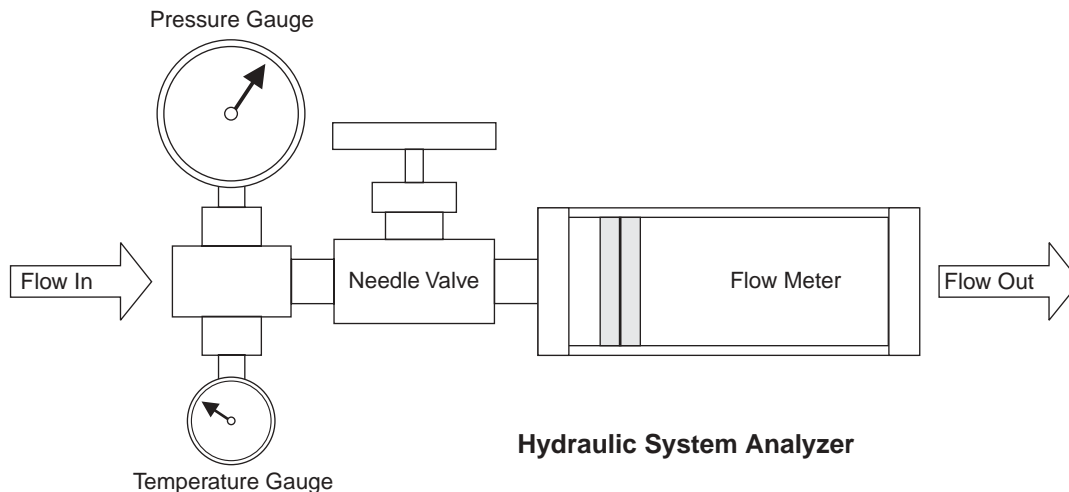 Pressure Gauge
Flow In
Needle Valve
Flow Meter
Flow Out
Hydraulic System Analyzer
Temperature Gauge